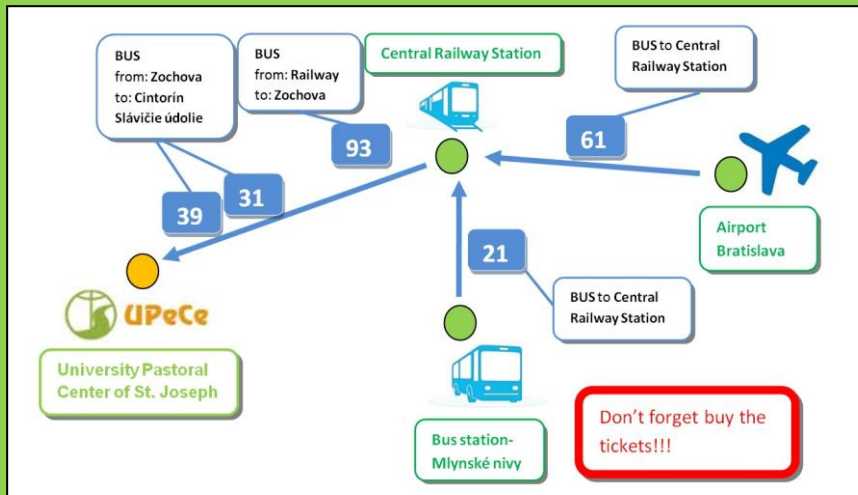 BUS
from: Zochova
to: Cintorín
Slávičie údolie
BUS
from: Railway
to: Zochova
Central Railway Station
BUS to Central
Railway Station
93
61
39
31
Airport
Bratislava
21
BUS to Central
Railway Station
UPeCe
University Pastoral
Center of St. Joseph
Bus station-
Mlynské nivy
Don't forget buy the
tickets!!!